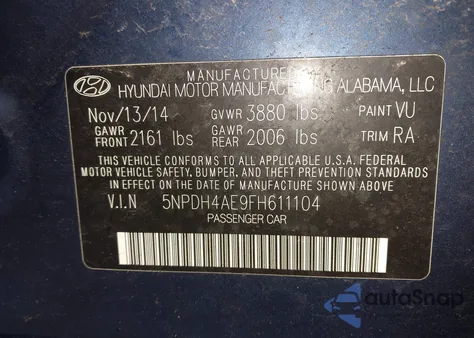 MANUFACTURED
HYUNDAI MOTOR MANUFACTURING ALABAMA, LLC
Nov/13/14 GVWR 3880 lbs PAINT VU
GAWR FRONT 2161 lbs GAWR REAR 2006 lbs TRIM RA
THIS VEHICLE CONFORMS TO ALL APPLICABLE U.S.A. FEDERAL
MOTOR VEHICLE SAFETY, BUMPER, AND THEFT PREVENTION STANDARDS
IN EFFECT ON THE DATE OF MANUFACTURE SHOWN ABOVE.
V.I.N 5NPDH4AE9FH611104
PASSENGER CAR
autoSnap